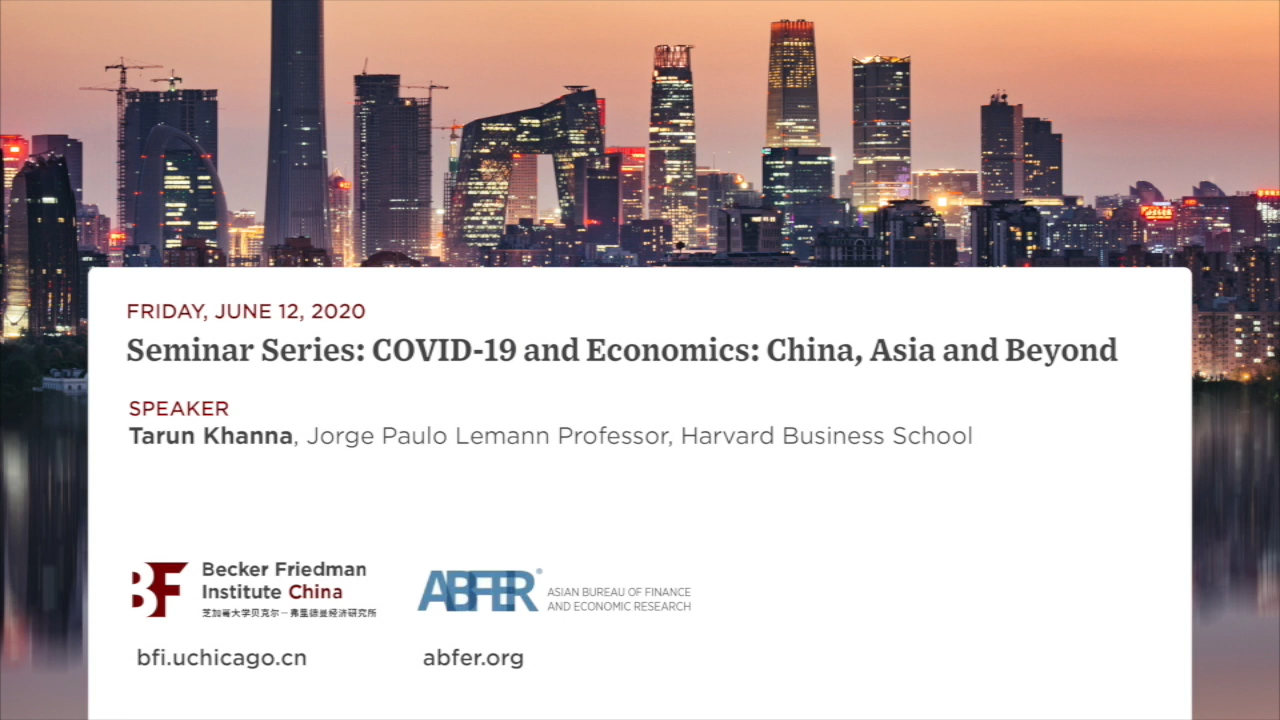 FRIDAY, JUNE 12, 2020
Seminar Series: COVID-19 and Economics: China, Asia and Beyond
SPEAKER
Tarun Khanna, Jorge Paulo Lemann Professor, Harvard Business School
BF
Becker Friedman
Institute China
芝加哥大学贝克尔－弗里德曼经济研究所
ABFER®
ASIAN BUREAU OF FINANCE
AND ECONOMIC RESEARCH
bfi.uchicago.cn
abfer.org